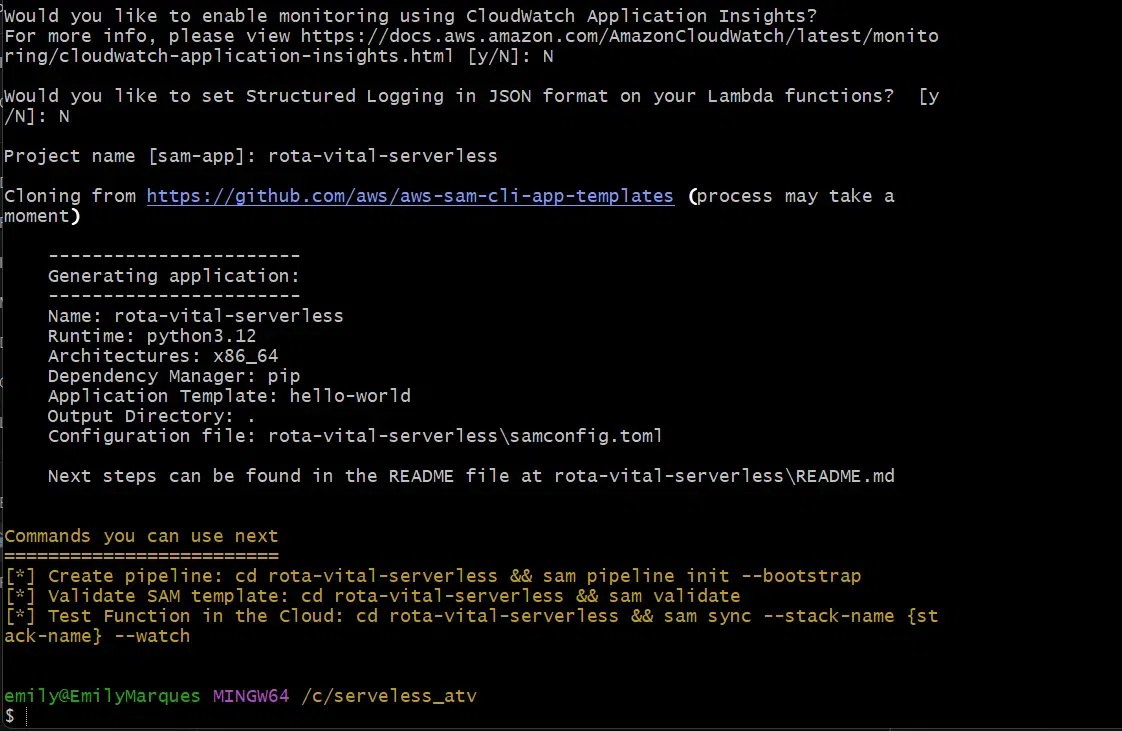 Would you like to enable monitoring using CloudWatch Application Insights?
For more info, please view https://docs.aws.amazon.com/AmazonCloudWatch/latest/monito
ring/cloudwatch-application-insights.html [y/N]: N
Would you like to set Structured Logging in JSON format on your Lambda functions?  [y
/N]: N
Project name [sam-app]: rota-vital-serverless
Cloning from https://github.com/aws/aws-sam-cli-app-templates (process may take a
moment)
-----------------------
Generating application:
-----------------------
Name: rota-vital-serverless
Runtime: python3.12
Architectures: x86_64
Dependency Manager: pip
Application Template: hello-world
Output Directory: .
Configuration file: rota-vital-serverless\samconfig.toml
Next steps can be found in the README file at rota-vital-serverless\README.md
Commands you can use next
=========================
[*] Create pipeline: cd rota-vital-serverless && sam pipeline init --bootstrap
[*] Validate SAM template: cd rota-vital-serverless && sam validate
[*] Test Function in the Cloud: cd rota-vital-serverless && sam sync --stack-name {st
ack-name} --watch
emily@EmilyMarques MINGW64 /c/serveless_atv
$